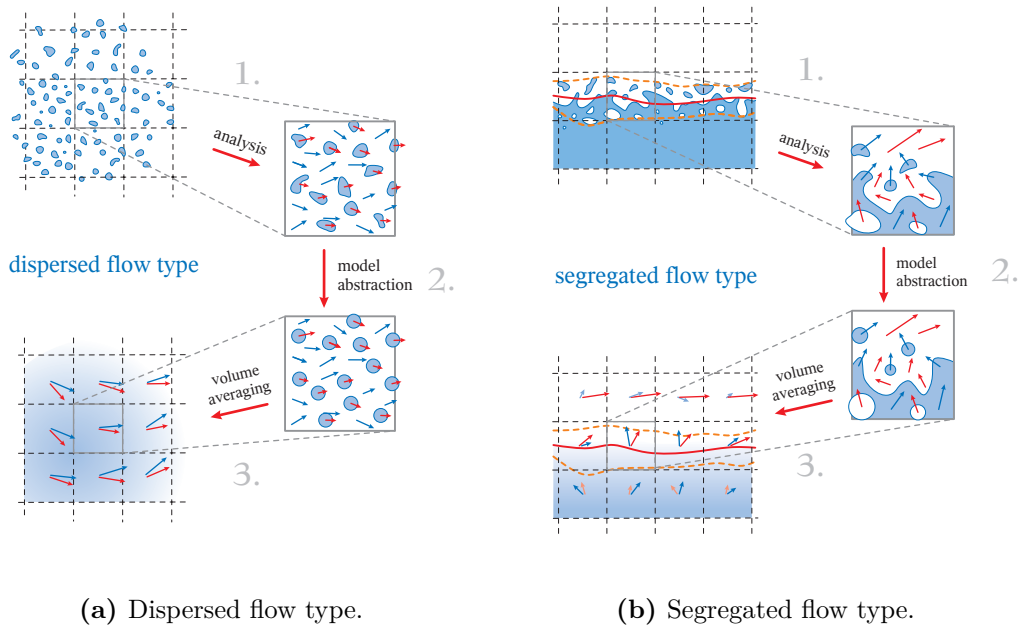 1.
analysis
dispersed flow type
model
abstraction
2.
volume
averaging
3.
(a) Dispersed flow type.
1.
analysis
segregated flow type
model
abstraction
2.
volume
averaging
3.
(b) Segregated flow type.